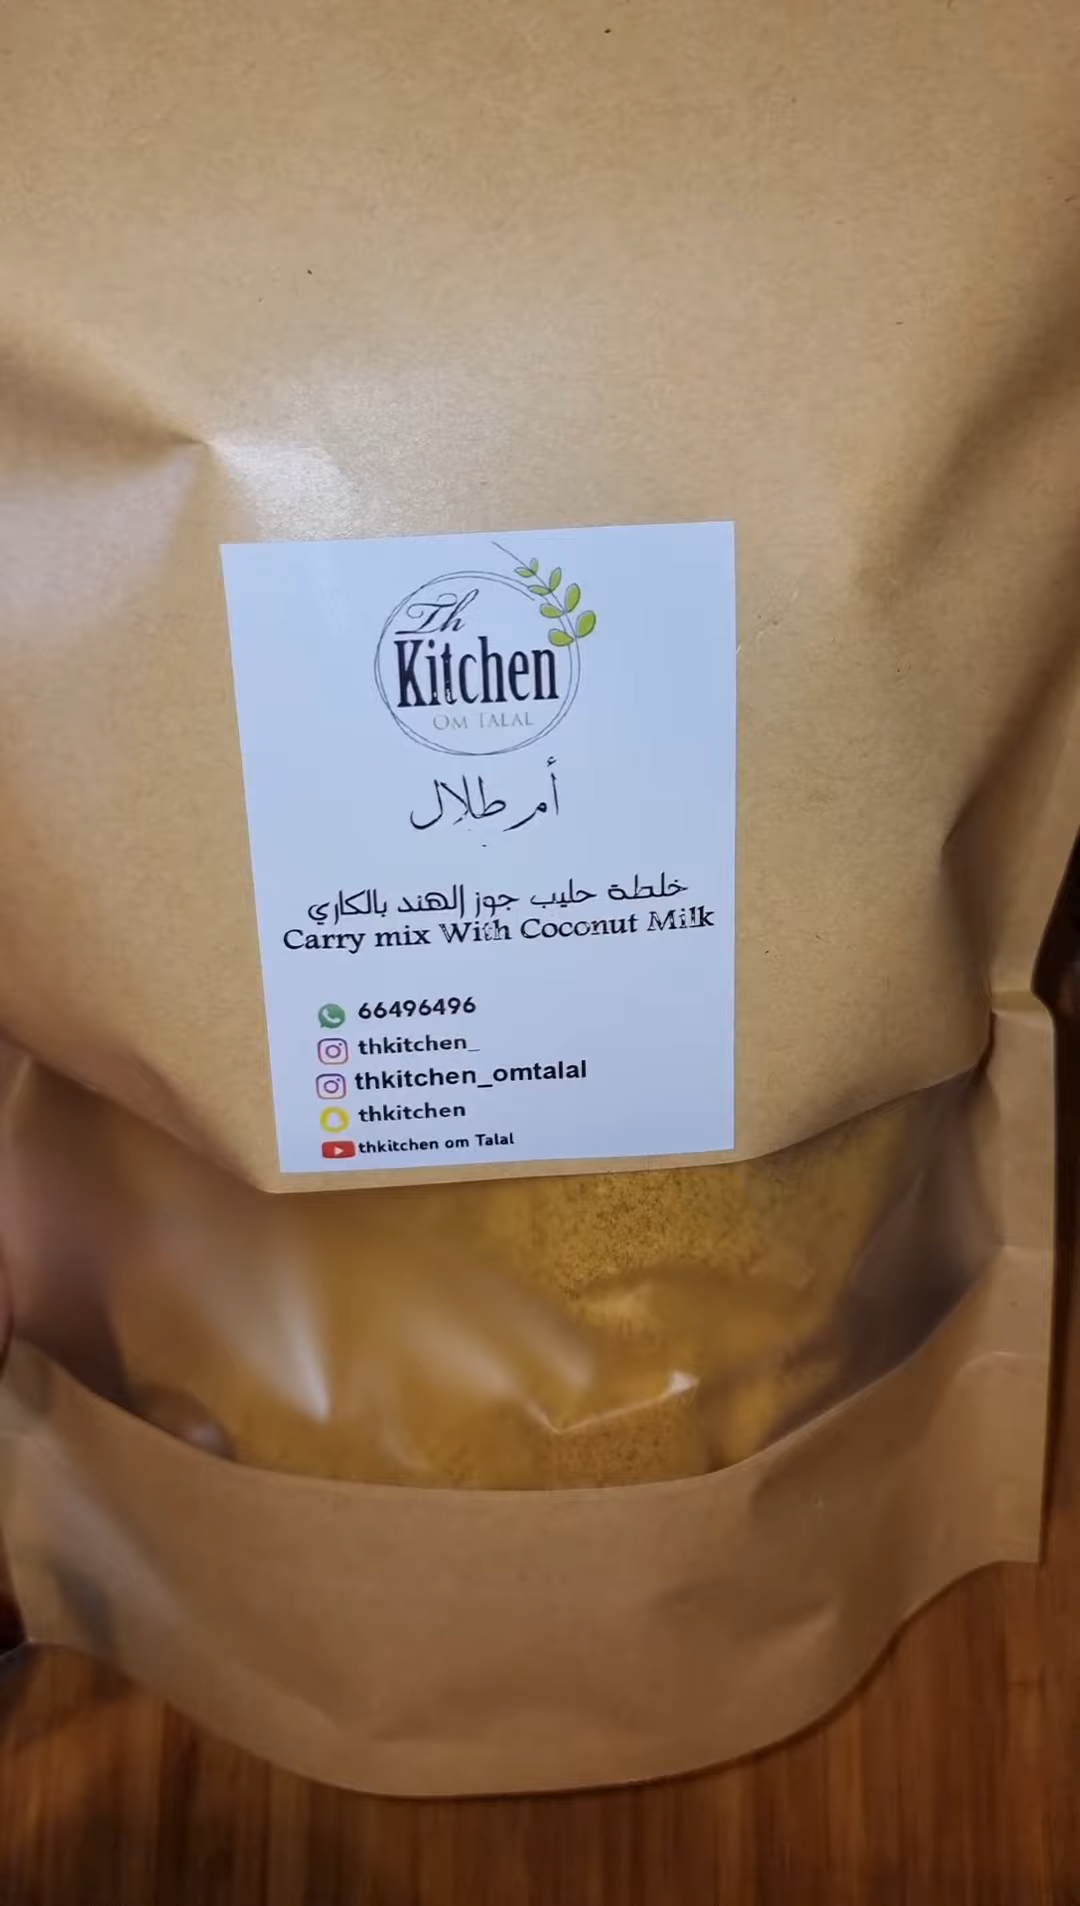 Th
Kitchen
OM TALAL
أم طلال
خلطة حليب جوز الهند بالكاري
Carry mix With Coconut Milk
66496496
thkitchen_
thkitchen_omtalal
thkitchen
thkitchen om Talal